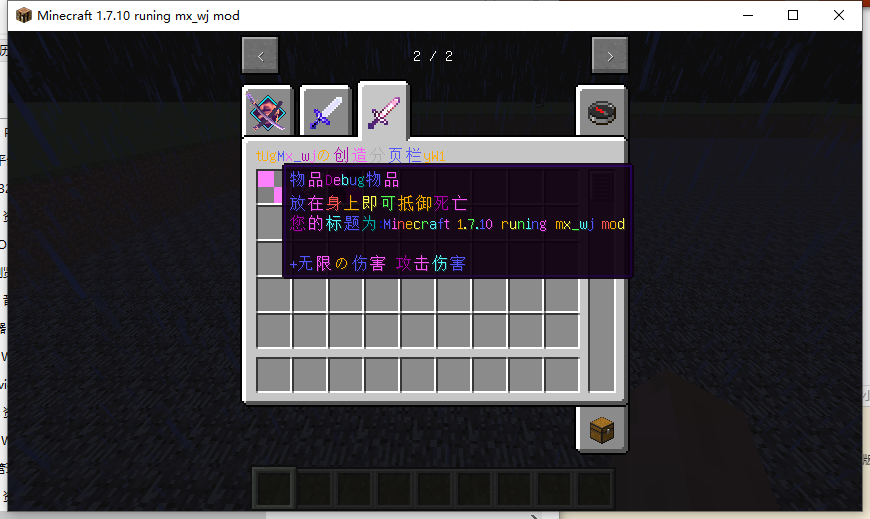 Minecraft 1.7.10 runing mx_wj mod
2 / 2
Mx_wjの创造分页栏
物品Debug物品
放在身上即可抵御死亡
您的标题为 Minecraft 1.7.10 runing mx_wj mod
+无限の伤害 攻击伤害